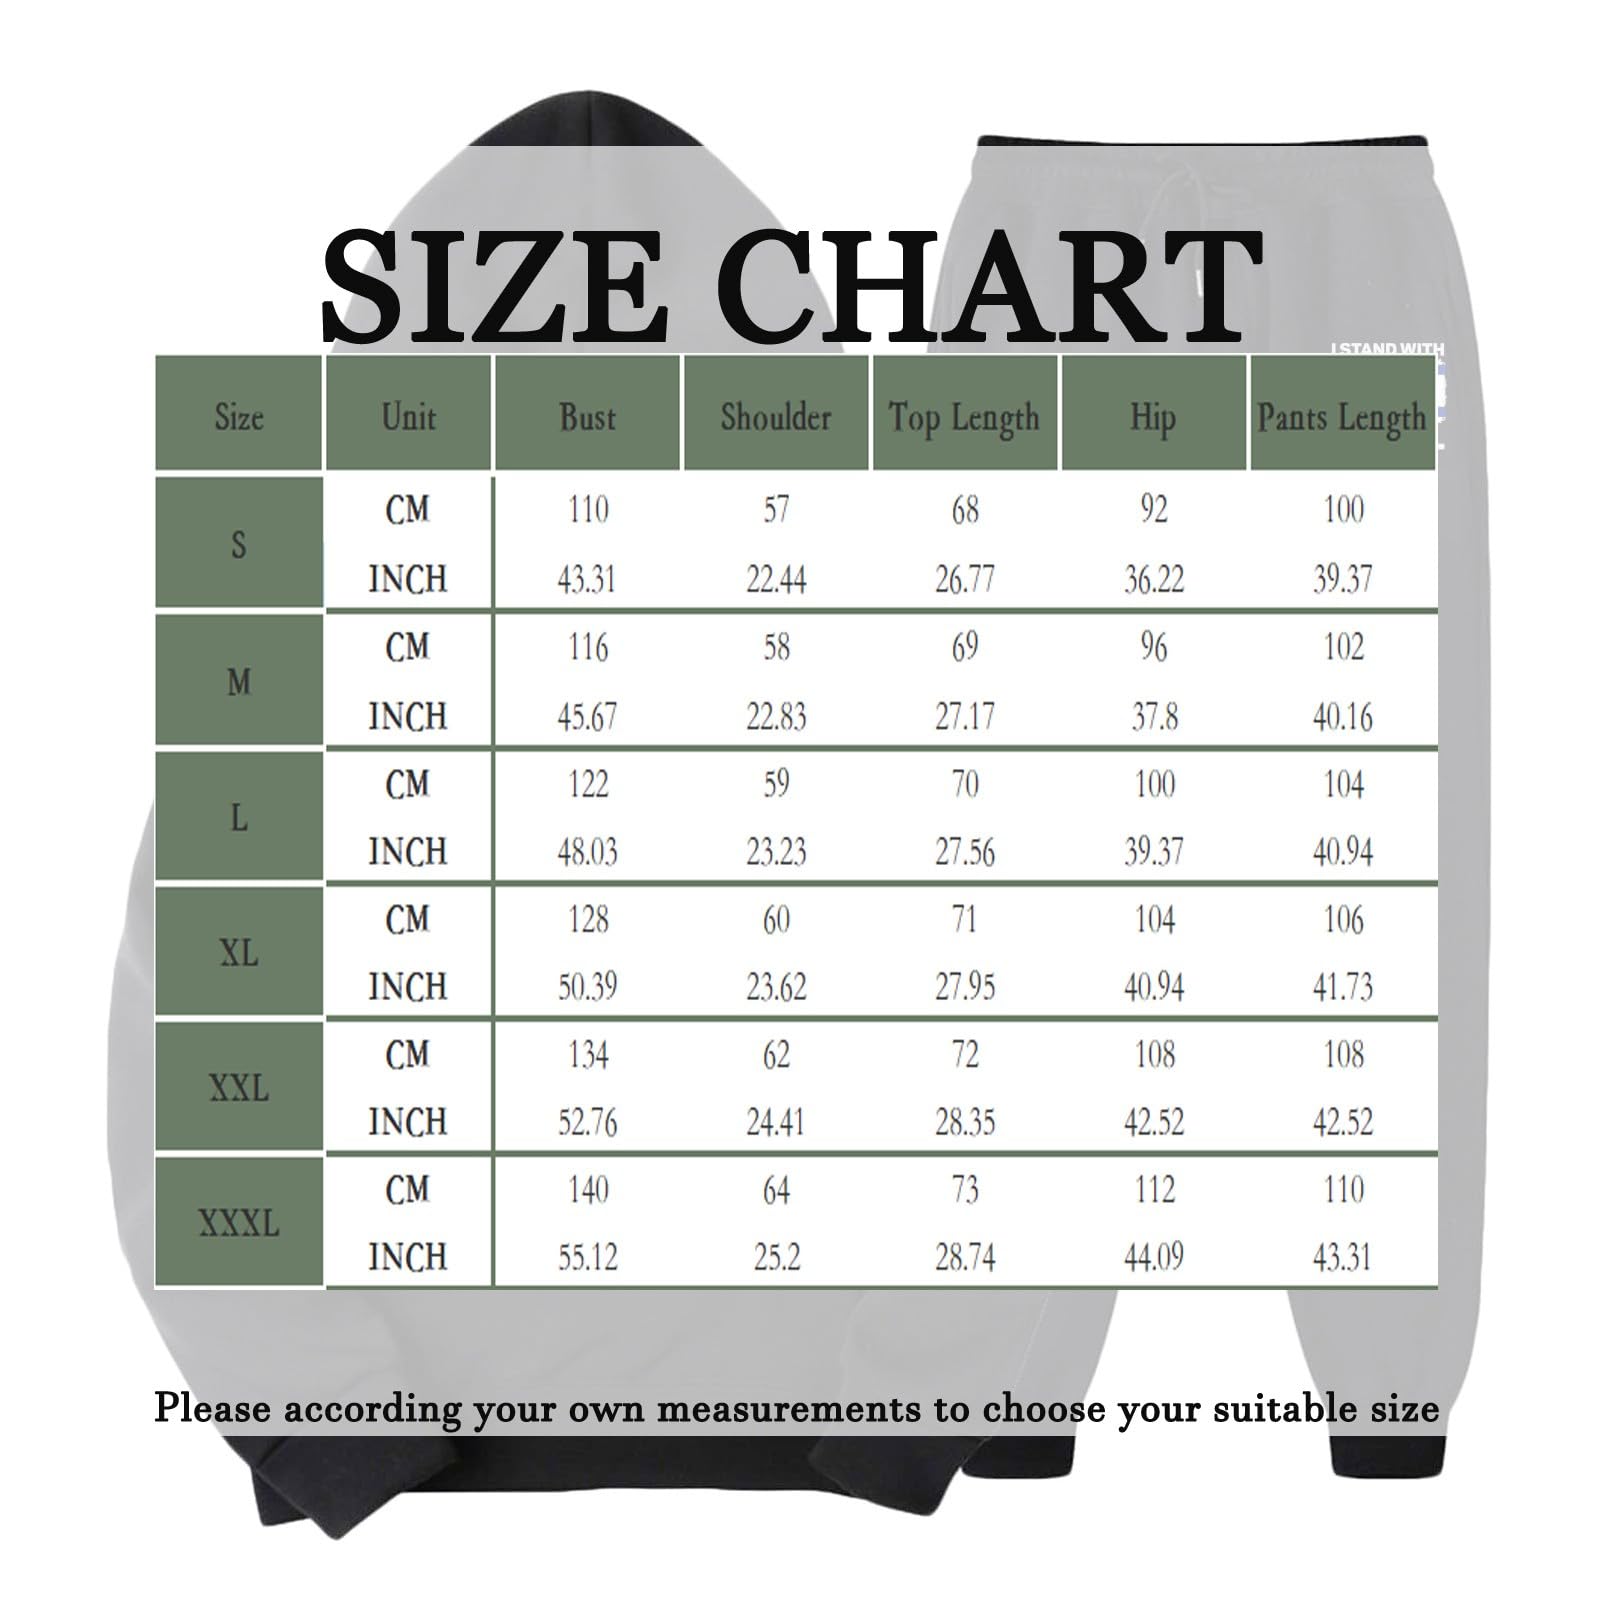 SIZE CHART
I STAND WITH
Size Unit Bust Shoulder Top Length Hip Pants Length
S
CM 110 57 68 92 100
INCH 43.31 22.44 26.77 36.22 39.37
M
CM 116 58 69 96 102
INCH 45.67 22.83 27.17 37.8 40.16
L
CM 122 59 70 100 104
INCH 48.03 23.23 27.56 39.37 40.94
XL
CM 128 60 71 104 106
INCH 50.39 23.62 27.95 40.94 41.73
XXL
CM 134 62 72 108 108
INCH 52.76 24.41 28.35 42.52 42.52
XXXL
CM 140 64 73 112 110
INCH 55.12 25.2 28.74 44.09 43.31
Please according your own measurements to choose your suitable size